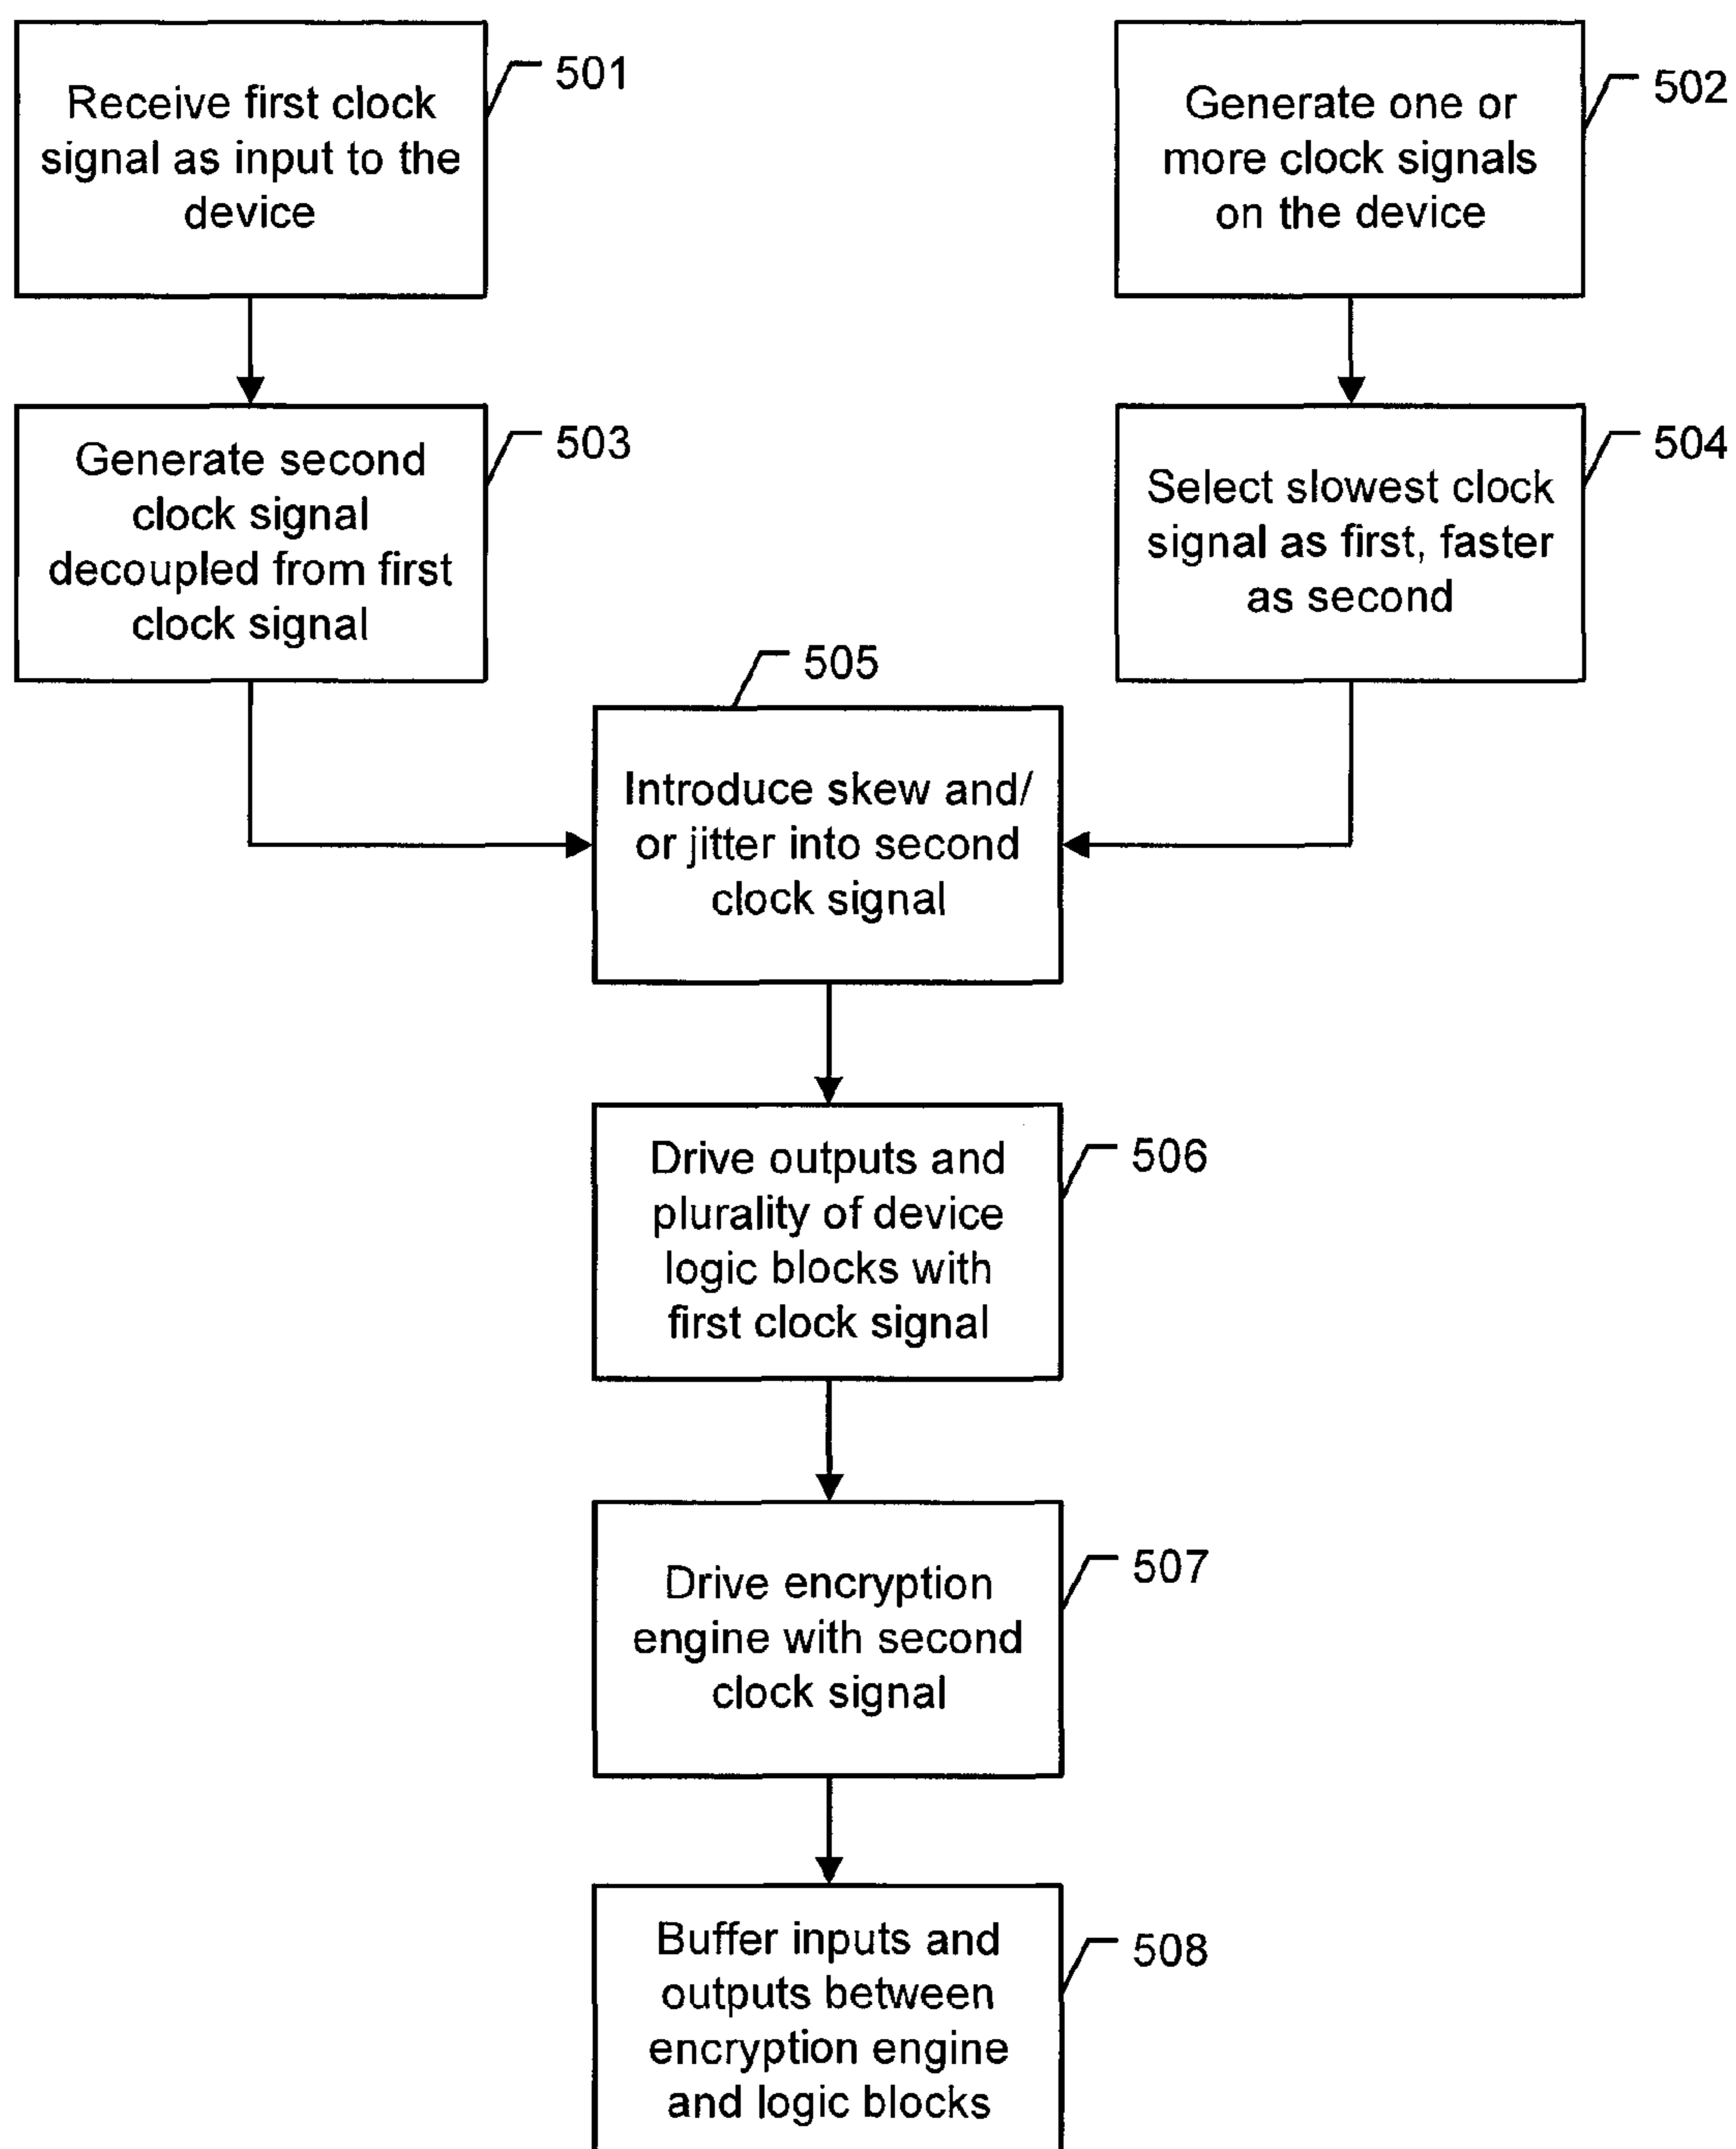 Receive first clock
signal as input to the
device
501
Generate one or
more clock signals
on the device
502
Generate second
clock signal
decoupled from first
clock signal
503
Select slowest clock
signal as first, faster
as second
504
505
Introduce skew and/
or jitter into second
clock signal
Drive outputs and
plurality of device
logic blocks with
first clock signal
506
Drive encryption
engine with second
clock signal
507
Buffer inputs and
outputs between
encryption engine
and logic blocks
508